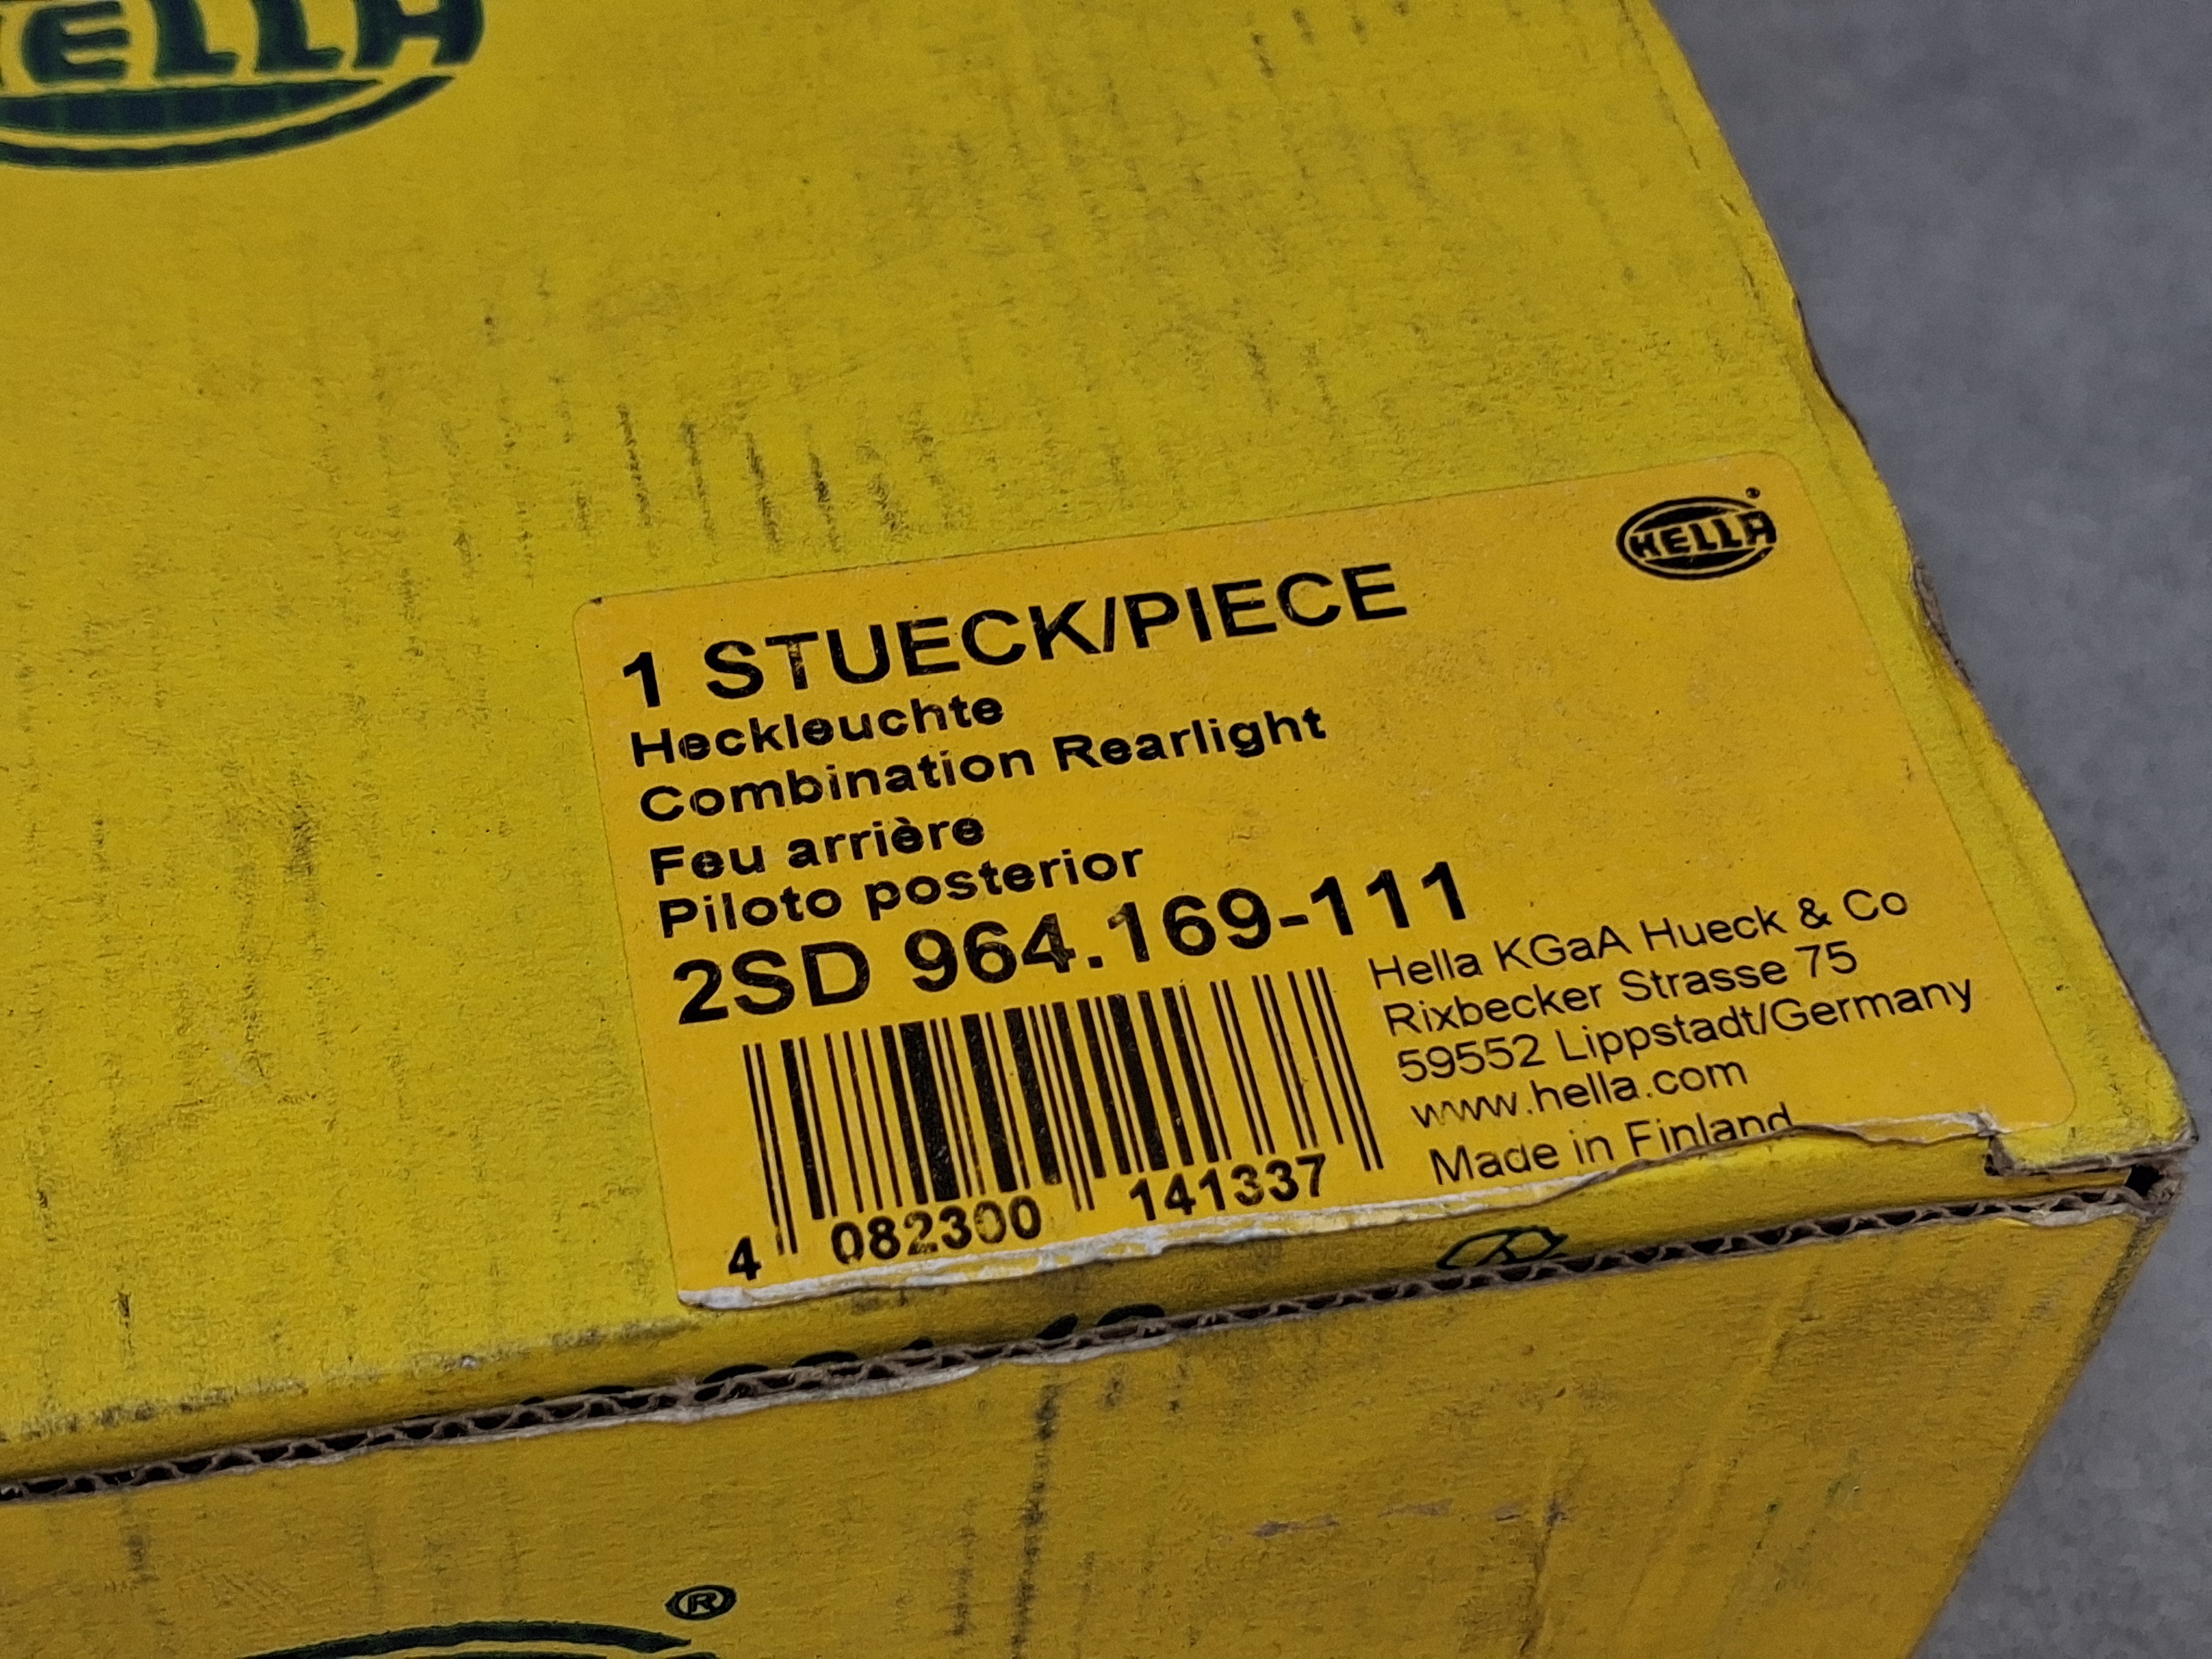 HELLA
HELLA
1 STUECK/PIECE
Heckleuchte
Combination Rearlight
Feu arrière
Piloto posterior
2SD 964.169-111
Hella KGaA Hueck & Co
Rixbecker Strasse 75
59552 Lippstadt/Germany
www.hella.com
Made in Finland
4 082300 141337
®